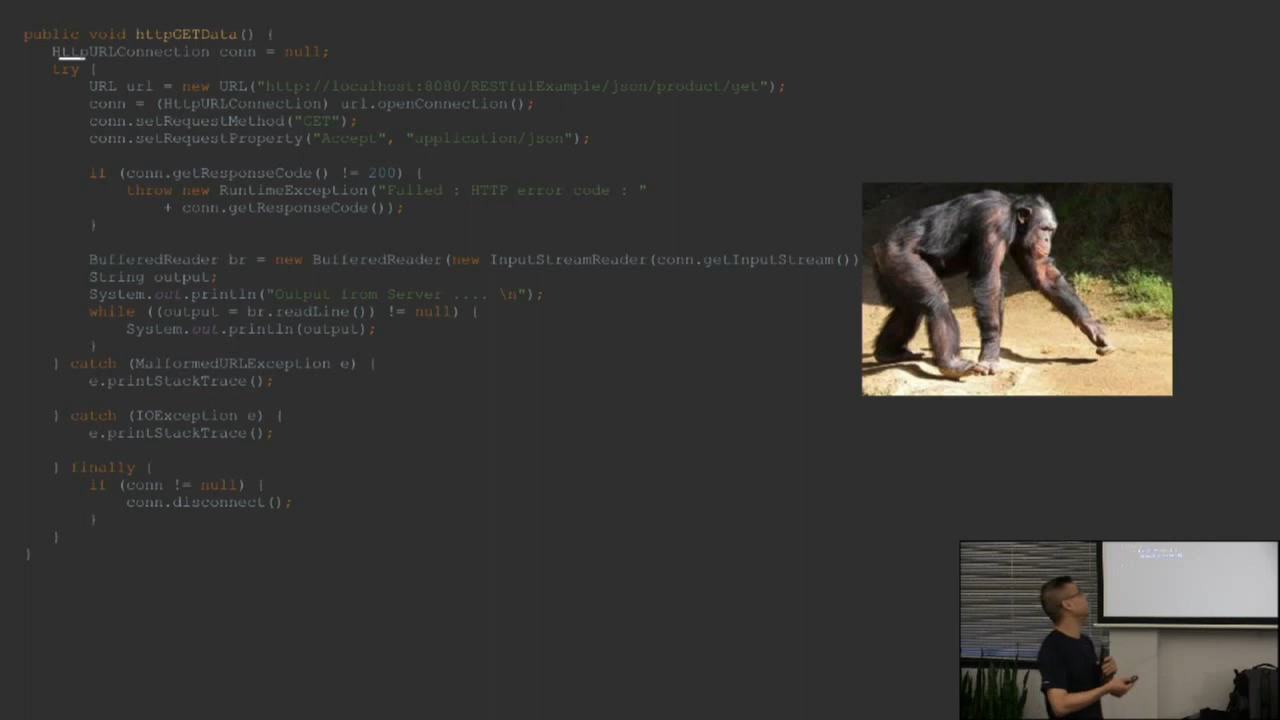 public void httpGETData() {
HttpURLConnection conn = null;
try {
URL url = new URL("http://localhost:8080/RESTfulExample/json/product/get");
conn = (HttpURLConnection) url.openConnection();
conn.setRequestMethod("GET");
conn.setRequestProperty("Accept", "application/json");
if (conn.getResponseCode() != 200) {
throw new RuntimeException("Failed : HTTP error code : "
+ conn.getResponseCode());
}
BufferedReader br = new BufferedReader(new InputStreamReader(conn.getInputStream())
String output;
System.out.println("Output from Server .... \n");
while ((output = br.readLine()) != null) {
System.out.println(output);
}
} catch (MalformedURLException e) {
e.printStackTrace();
} catch (IOException e) {
e.printStackTrace();
} finally {
if (conn != null) {
conn.disconnect();
}
}
}